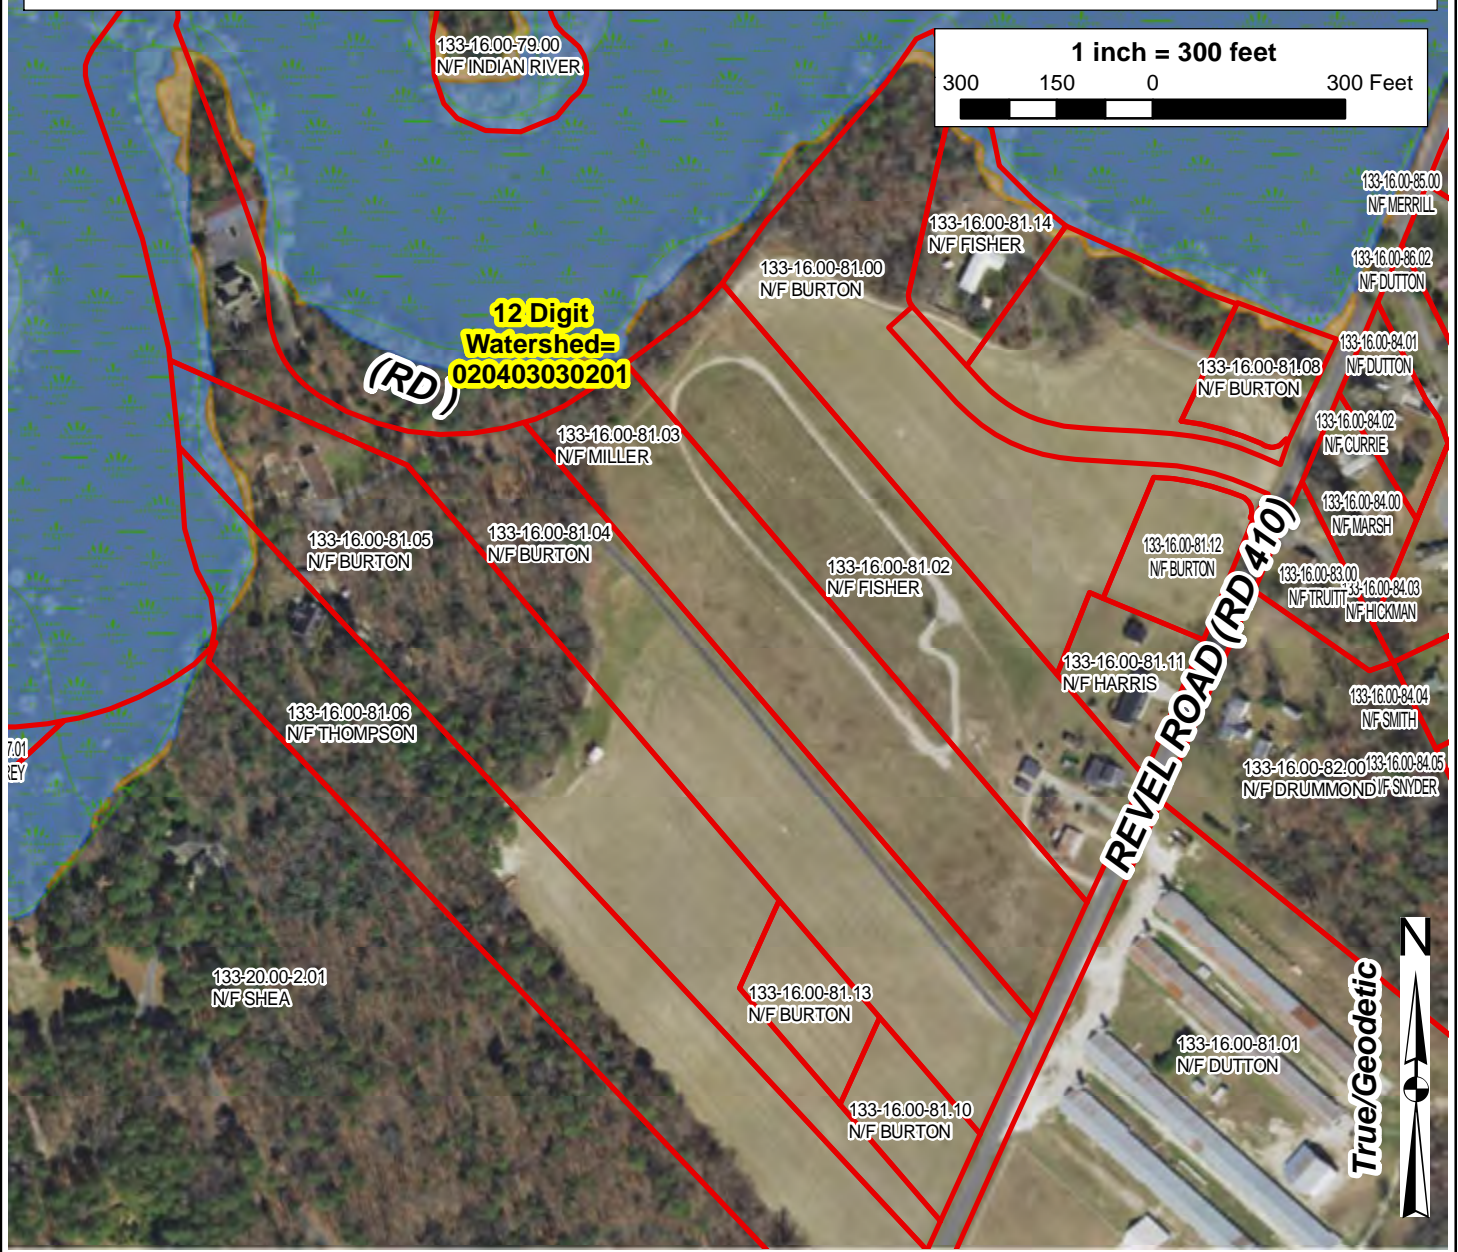 1 inch = 300 feet
300 150 0 300 Feet
133-16.00-79.00
N/F INDIAN RIVER
133-16.00-85.00
N/F MERRILL
133-16.00-81.14
N/F FISHER
133-16.00-81.00
N/F BURTON
133-16.00-86.02
N/F DUTTON
12 Digit
Watershed=
020403030201
(RD )
133-16.00-84.01
N/F DUTTON
133-16.00-81.08
N/F BURTON
133-16.00-84.02
N/F CURRIE
133-16.00-81.03
N/F MILLER
133-16.00-84.00
N/F MARSH
133-16.00-81.05
N/F BURTON
133-16.00-81.04
N/F BURTON
133-16.00-81.12
N/F BURTON
133-16.00-81.02
N/F FISHER
133-16.00-83.00
N/F TRUITT
133-16.00-84.03
N/F HICKMAN
REVEL ROAD (RD 410)
133-16.00-81.11
N/F HARRIS
133-16.00-84.04
N/F SMITH
133-16.00-81.06
N/F THOMPSON
7.01
REY
133-16.00-82.00
N/F DRUMMOND
133-16.00-84.05
N/F SNYDER
133-20.00-2.01
N/F SHEA
133-16.00-81.13
N/F BURTON
133-16.00-81.01
N/F DUTTON
133-16.00-81.10
N/F BURTON
N
True/Geodetic